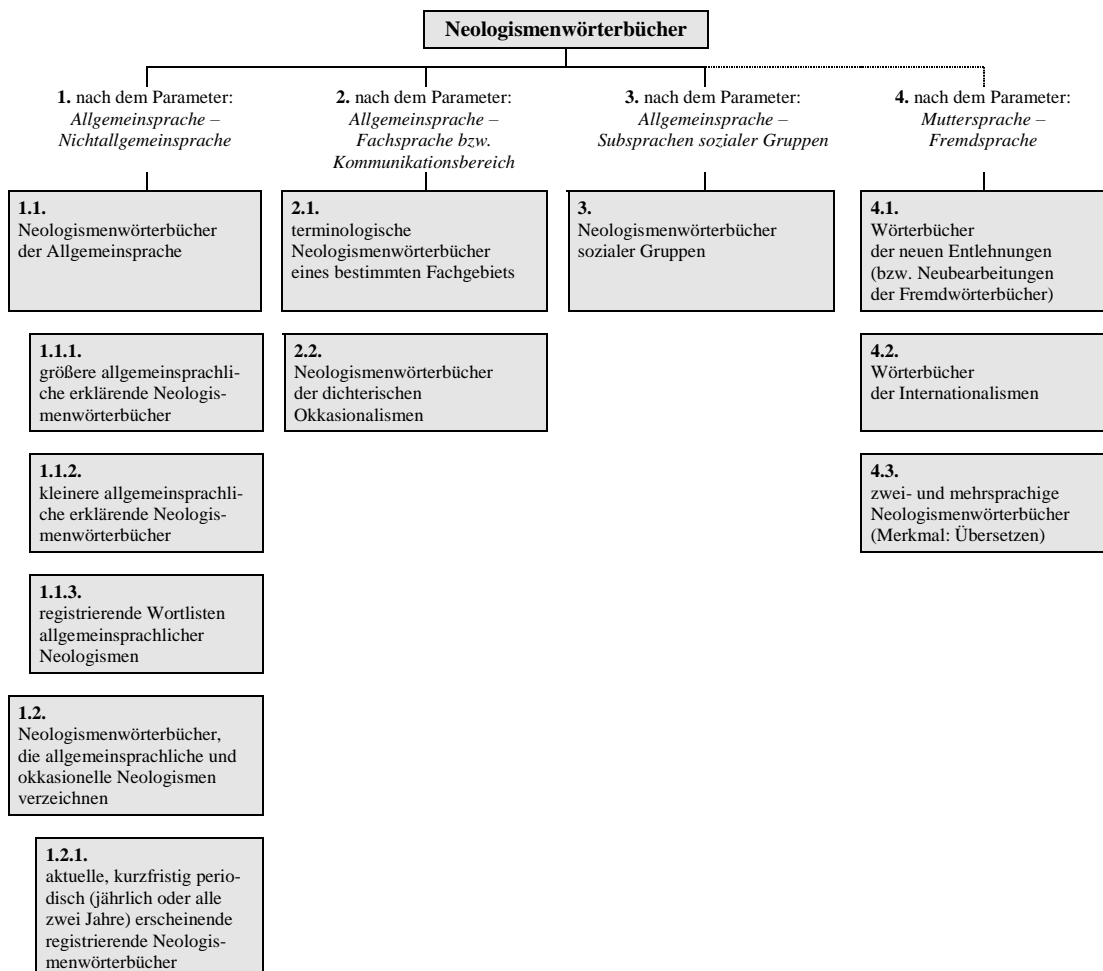 Neologismenwörterbücher
1. nach dem Parameter:
Allgemeinsprache –
Nichtallgemeinsprache
2. nach dem Parameter:
Allgemeinsprache –
Fachsprache bzw.
Kommunikationsbereich
3. nach dem Parameter:
Allgemeinsprache –
Subsprachen sozialer Gruppen
4. nach dem Parameter:
Muttersprache –
Fremdsprache
1.1.
Neologismenwörterbücher
der Allgemeinsprache
1.1.1.
größere allgemeinsprachli-
che erklärende Neologis-
menwörterbücher
1.1.2.
kleinere allgemeinsprachli-
che erklärende Neologis-
menwörterbücher
1.1.3.
registrierende Wortlisten
allgemeinsprachlicher
Neologismen
1.2.
Neologismenwörterbücher,
die allgemeinsprachliche und
okkasionelle Neologismen
verzeichnen
1.2.1.
aktuelle, kurzfristig perio-
disch (jährlich oder alle
zwei Jahre) erscheinende
registrierende Neologis-
menwörterbücher
2.1.
terminologische
Neologismenwörterbücher
eines bestimmten Fachgebiets
2.2.
Neologismenwörterbücher
der dichterischen
Okkasionalismen
3.
Neologismenwörterbücher
sozialer Gruppen
4.1.
Wörterbücher
der neuen Entlehnungen
(bzw. Neubearbeitungen
der Fremdwörterbücher)
4.2.
Wörterbücher
der Internationalismen
4.3.
zwei- und mehrsprachige
Neologismenwörterbücher
(Merkmal: Übersetzen)